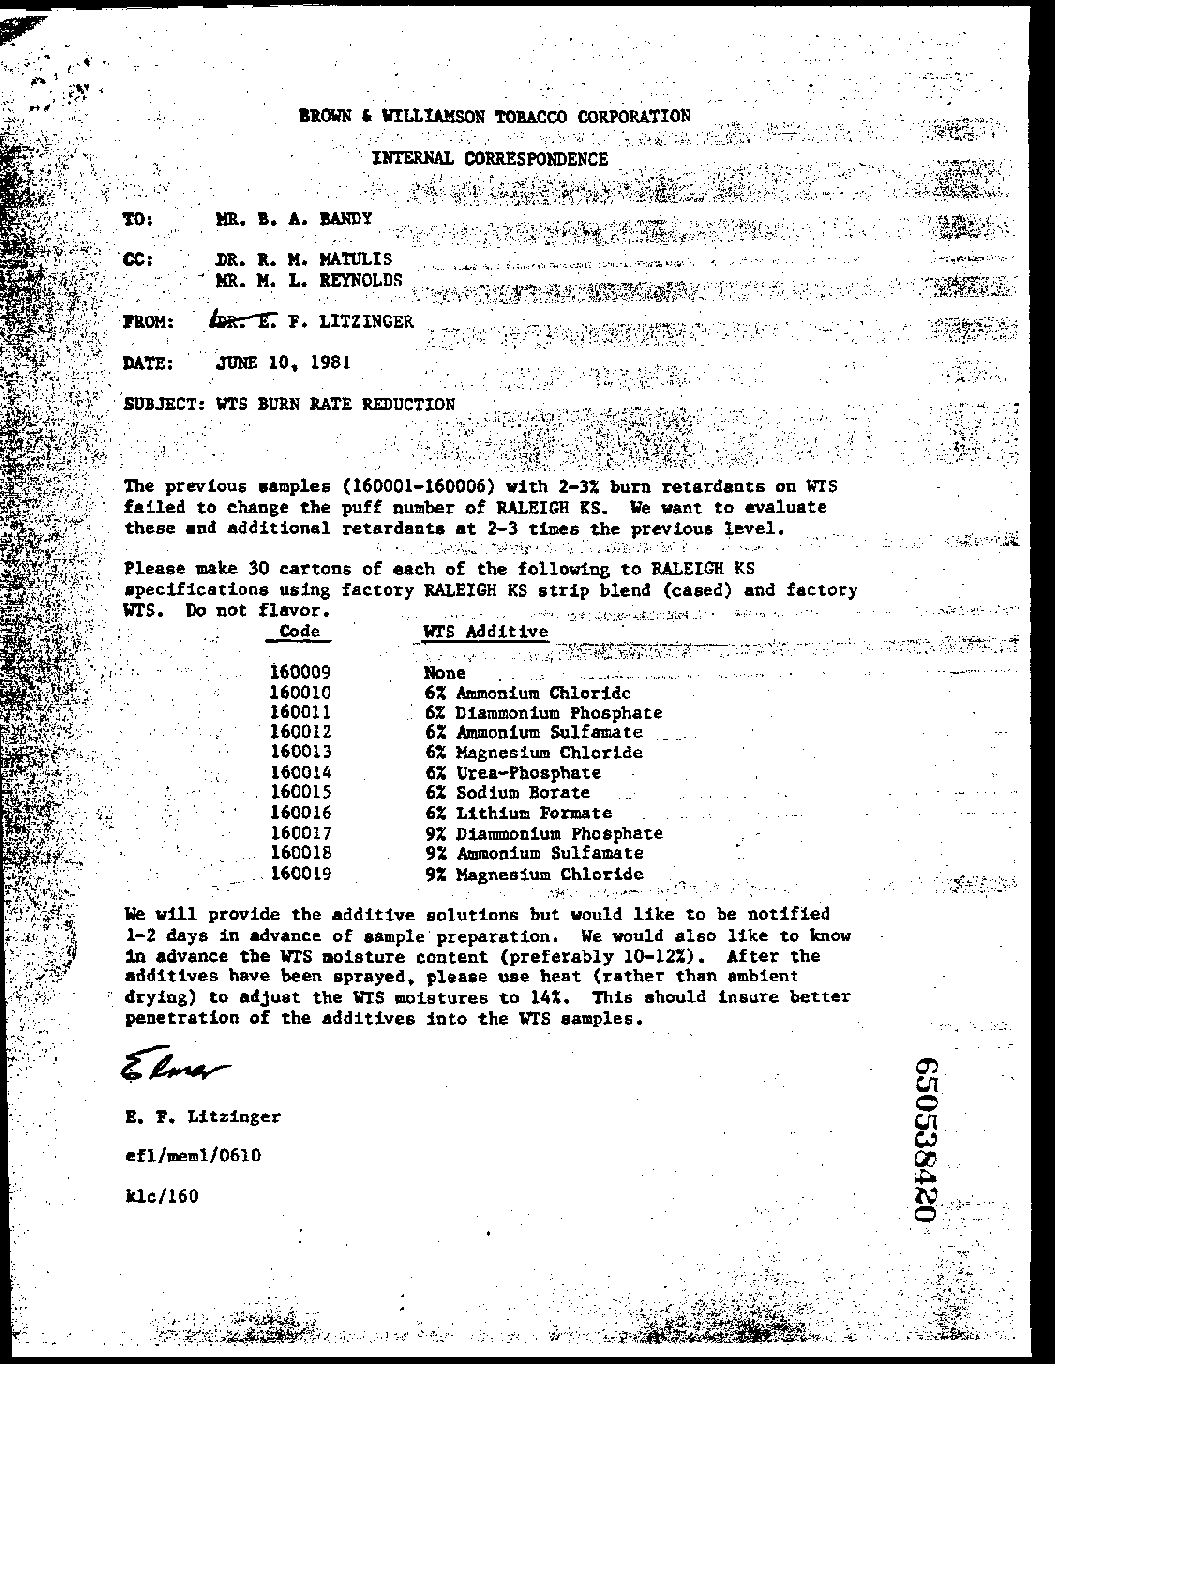 BROWN & WILLIAMSON TOBACCO CORPORATION
INTERNAL CORRESPONDENCE
TO: MR. B. A. BANDY
CC: DR. R. M. MATULIS
MR. M. L. REYNOLDS
FROM: DR. E. F. LITZINGER
DATE: JUNE 10, 1981
SUBJECT: WTS BURN RATE REDUCTION
The previous samples (160001-160006) with 2-3% burn retardants on WTS
failed to change the puff number of RALEIGH KS. We want to evaluate
these and additional retardants at 2-3 times the previous level.
Please make 30 cartons of each of the following to RALEIGH KS
specifications using factory RALEIGH KS strip blend (cased) and factory
WTS. Do not flavor.
Code WTS Additive
160009 None
160010 6% Ammonium Chloride
160011 6% Diammonium Phosphate
160012 6% Ammonium Sulfamate
160013 6% Magnesium Chloride
160014 6% Urea-Phosphate
160015 6% Sodium Borate
160016 6% Lithium Formate
160017 9% Diammonium Phosphate
160018 9% Ammonium Sulfamate
160019 9% Magnesium Chloride
We will provide the additive solutions but would like to be notified
1-2 days in advance of sample preparation. We would also like to know
in advance the WTS moisture content (preferably 10-12%). After the
additives have been sprayed, please use heat (rather than ambient
drying) to adjust the WTS moistures to 14%. This should insure better
penetration of the additives into the WTS samples.
Elmer
E. F. Litzinger
efl/meml/0610
klc/160
650538420